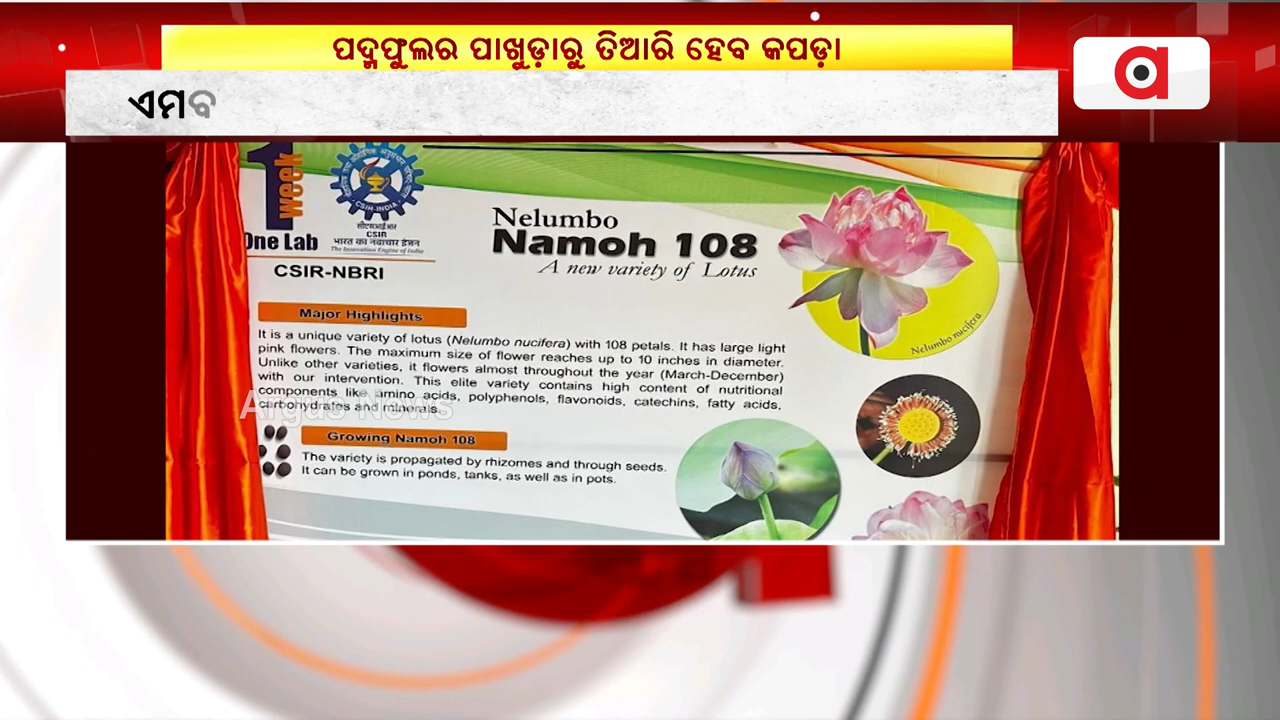 ପଦ୍ମଫୁଲର ପାଖୁଡ଼ାରୁ ତିଆରି ହେବ କପଡ଼ା
ଏମବ
a
1
week
One Lab
CSIR-INDIA
सीएसआईआर
CSIR
भारत का नवाचार इंजन
The Innovation Engine of India
CSIR-NBRI
Nelumbo
Namoh 108
A new variety of Lotus
Nelumbo nucifera
Major Highlights
It is a unique variety of lotus (Nelumbo nucifera) with 108 petals. It has large light
pink flowers. The maximum size of flower reaches up to 10 inches in diameter.
Unlike other varieties, it flowers almost throughout the year (March-December)
with our intervention. This elite variety contains high content of nutritional
components like amino acids, polyphenols, flavonoids, catechins, fatty acids,
carbohydrates and minerals.
Argus News
Growing Namoh 108
The variety is propagated by rhizomes and through seeds.
It can be grown in ponds, tanks, as well as in pots.